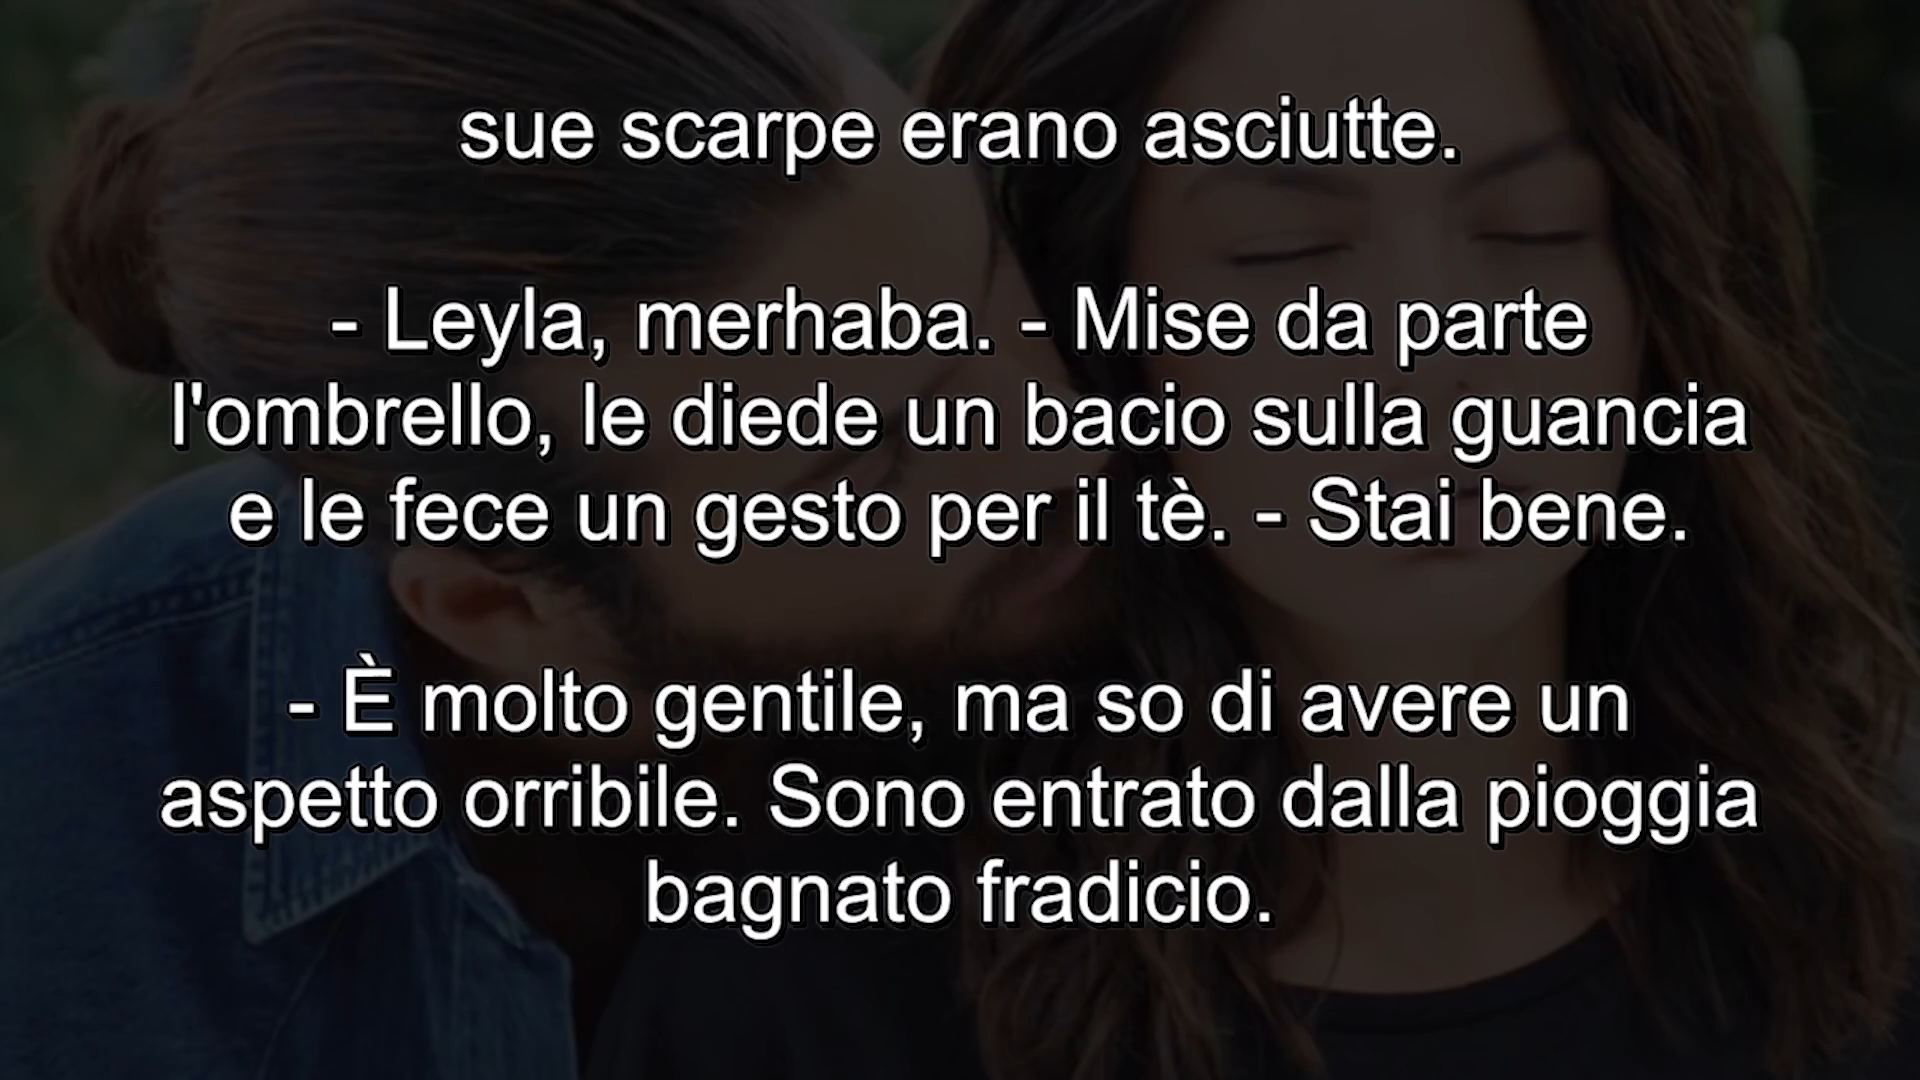 sue scarpe erano asciutte.
- Leyla, merhaba. - Mise da parte
l'ombrello, le diede un bacio sulla guancia
e le fece un gesto per il tè. - Stai bene.
- È molto gentile, ma so di avere un
aspetto orribile. Sono entrato dalla pioggia
bagnato fradicio.